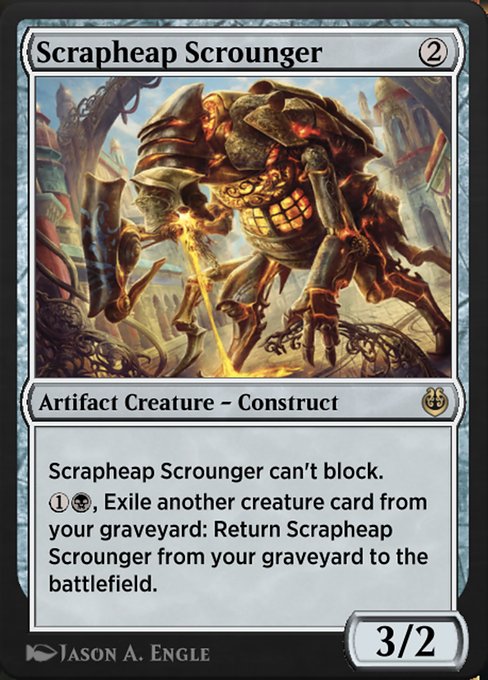 Scrapheap Scrounger 2
Artifact Creature – Construct
Scrapheap Scrounger can't block.
1, Exile another creature card from
your graveyard: Return Scrapheap
Scrounger from your graveyard to the
battlefield.
3/2
Jason A. Engle